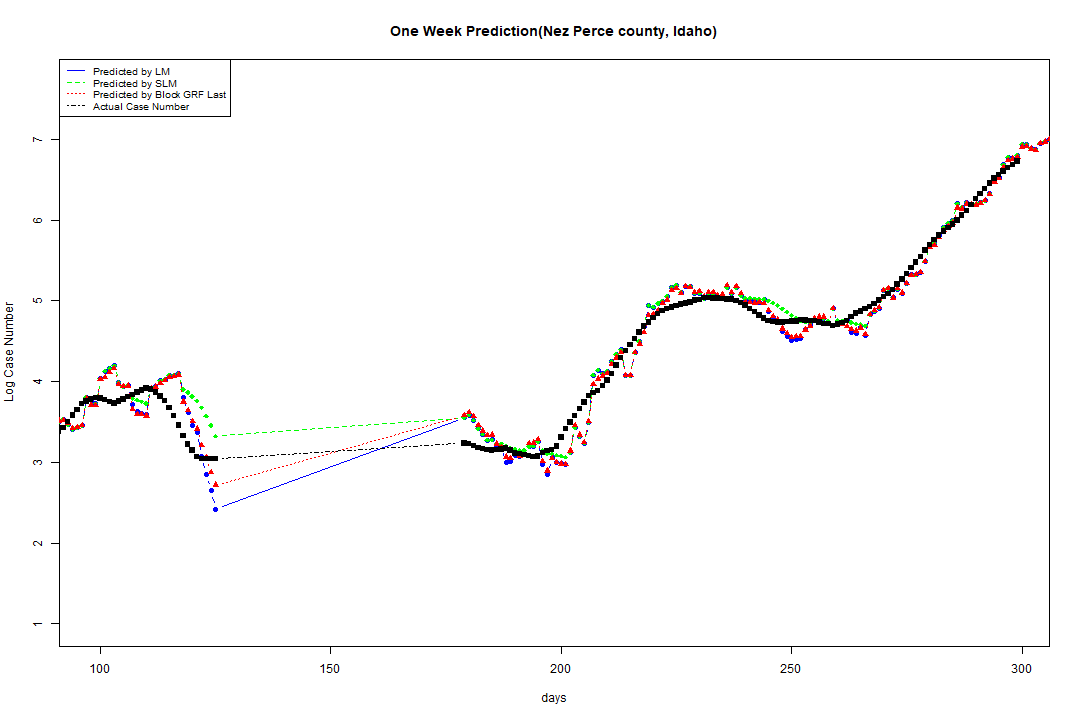 One Week Prediction(Nez Perce county, Idaho)
Predicted by LM
Predicted by SLM
Predicted by Block GRF Last
Actual Case Number
Log Case Number
7
6
5
4
3
2
1
100 150 200 250 300
days